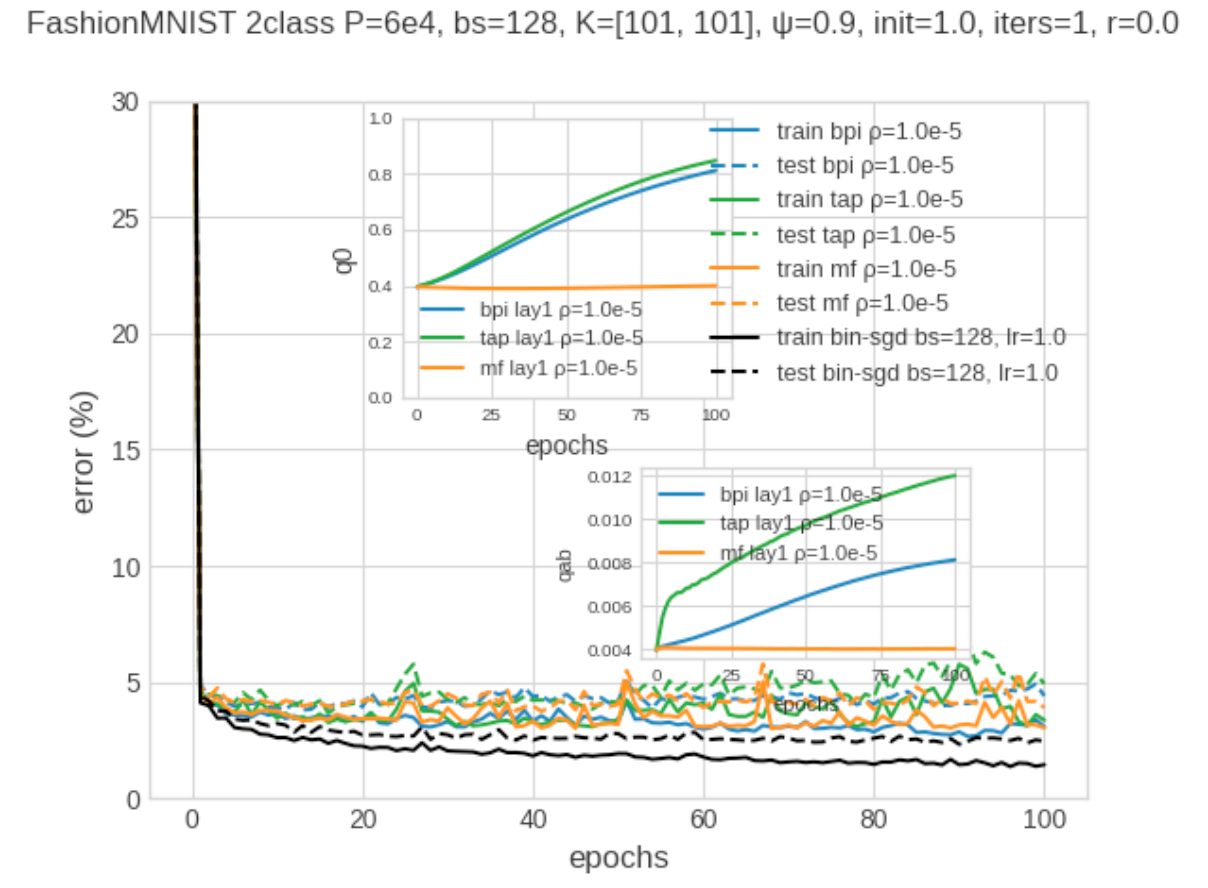 FashionMNIST 2class P=6e4, bs=128, K=[101, 101], ψ=0.9, init=1.0, iters=1, r=0.0
30
25
20
15
10
5
0
error (%)
0
20
40
60
80
100
epochs
1.0
0.8
0.6
0.4
0.2
0.0
q0
bpi lay1 ρ=1.0e-5
tap lay1 ρ=1.0e-5
mf lay1 ρ=1.0e-5
0
25
50
75
100
epochs
train bpi ρ=1.0e-5
test bpi ρ=1.0e-5
train tap ρ=1.0e-5
test tap ρ=1.0e-5
train mf ρ=1.0e-5
test mf ρ=1.0e-5
train bin-sgd bs=128, lr=1.0
test bin-sgd bs=128, lr=1.0
0.012
0.010
0.008
0.006
0.004
qab
bpi lay1 ρ=1.0e-5
tap lay1 ρ=1.0e-5
mf lay1 ρ=1.0e-5
0
25
50
75
100
epochs